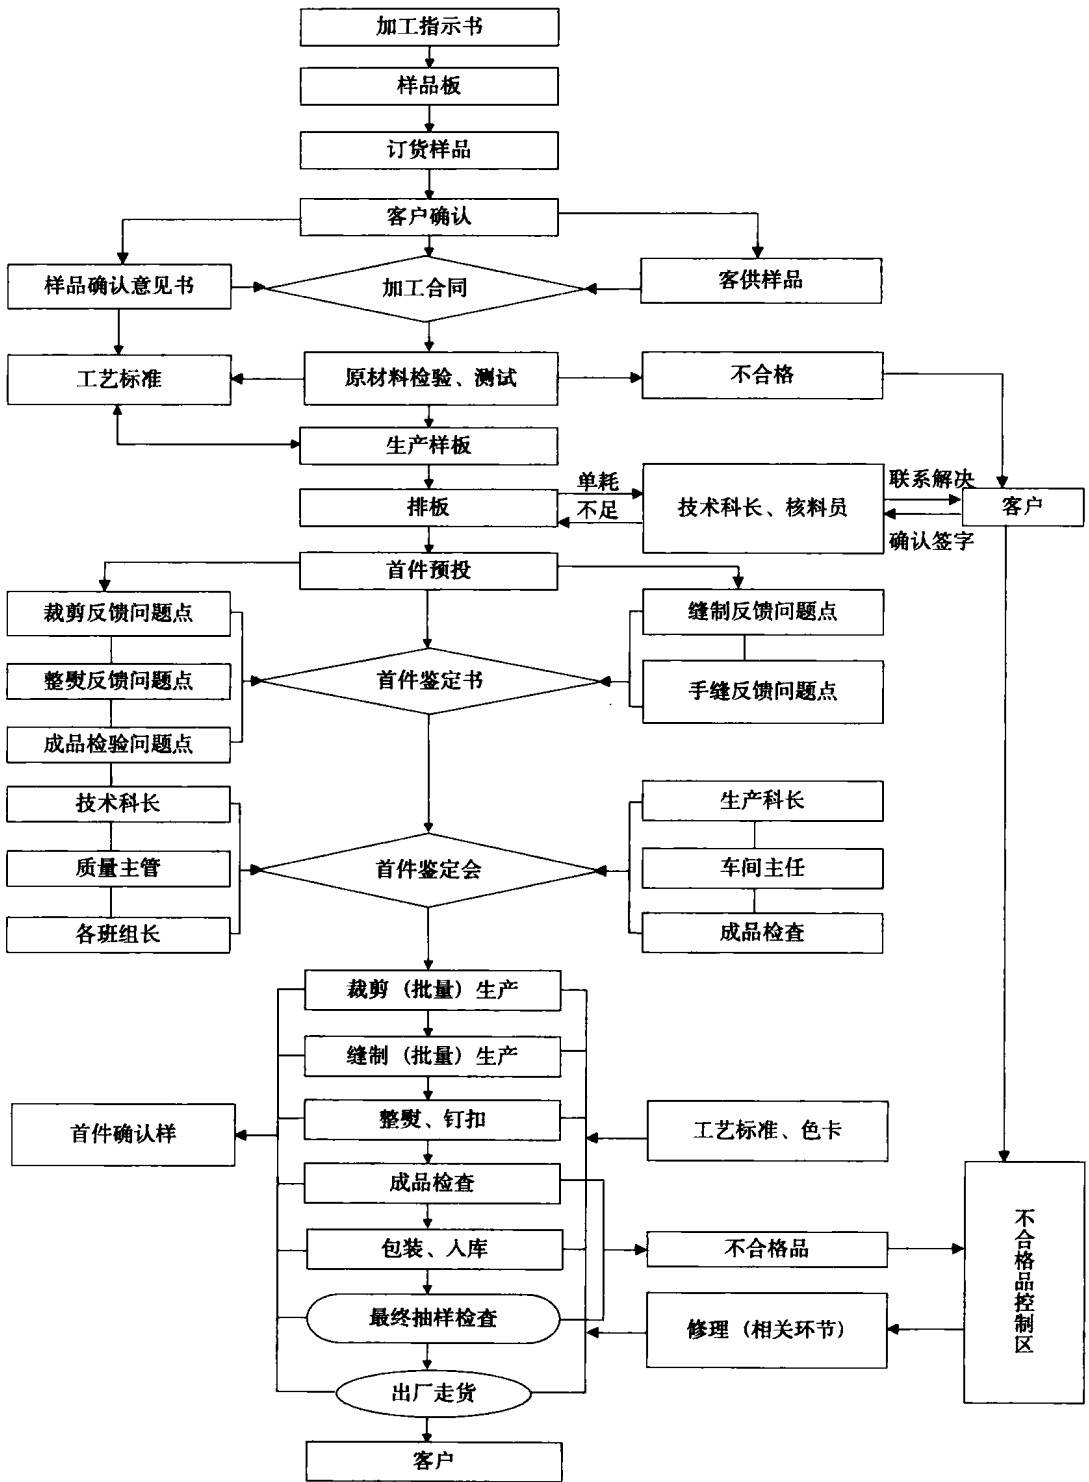 加工指示书
样品板
订货样品
客户确认
样品确认意见书
加工合同
客供样品
工艺标准
原材料检验、测试
不合格
生产样板
排板
单耗
不足
技术科长、核料员
联系解决
确认签字
客户
首件预投
裁剪反馈问题点
缝制反馈问题点
整熨反馈问题点
首件鉴定书
手缝反馈问题点
成品检验问题点
技术科长
生产科长
质量主管
首件鉴定会
车间主任
各班组长
成品检查
裁剪（批量）生产
缝制（批量）生产
首件确认样
整熨、钉扣
工艺标准、色卡
成品检查
包装、入库
不合格品
不合格品控制区
最终抽样检查
修理（相关环节）
出厂走货
客户